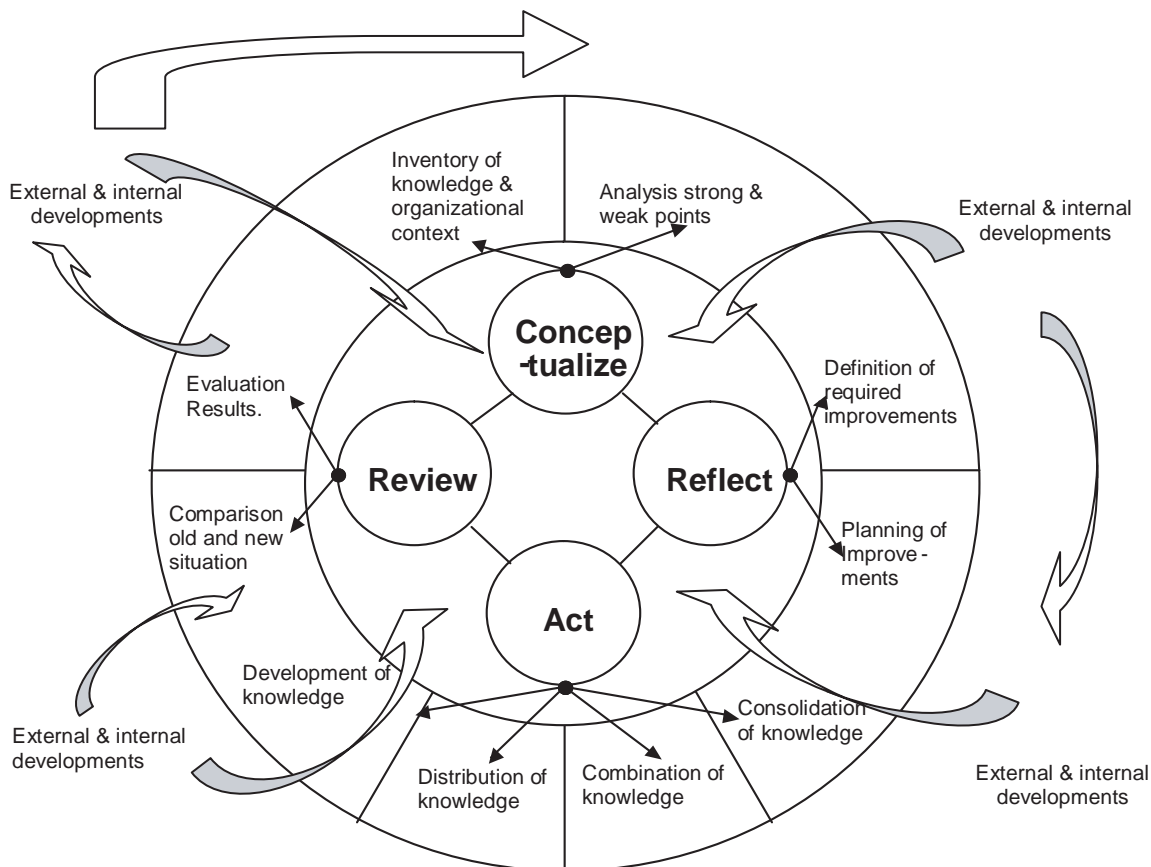 Inventory of
knowledge &
organizational
context
Analysis strong &
weak points
External & internal
developments
External & internal
developments
Concep
-tualize
Evaluation
Results.
Definition of
required
improvements
Review
Reflect
Comparison
old and new
situation
Planning of
Improve -
ments
Act
Development of
knowledge
Consolidation
of knowledge
External & internal
developments
Distribution of
knowledge
Combination of
knowledge
External & internal
developments